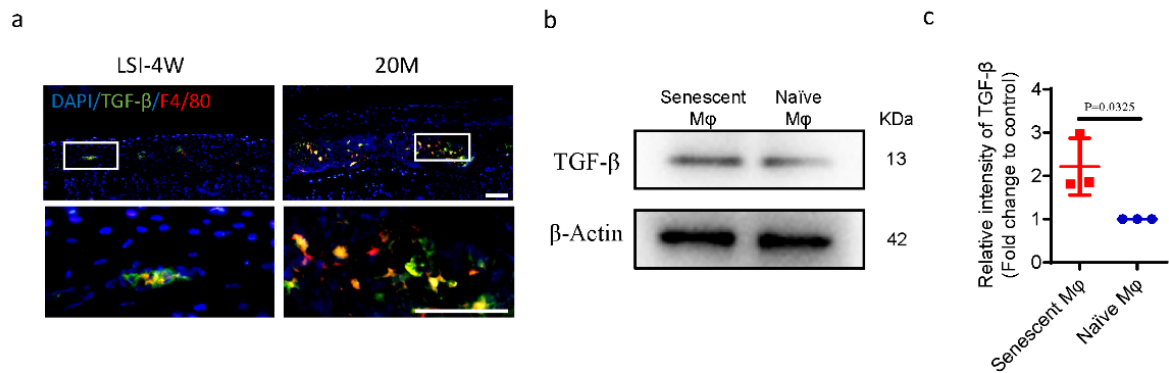 a
LSI-4W
20M
DAPI/TGF-β/F4/80
b
Senescent Mφ
Naïve Mφ
KDa
TGF-β
13
β-Actin
42
c
Relative intensity of TGF-β
(Fold change to control)
P=0.0325
4
3
2
1
0
Senescent Mφ
Naïve Mφ